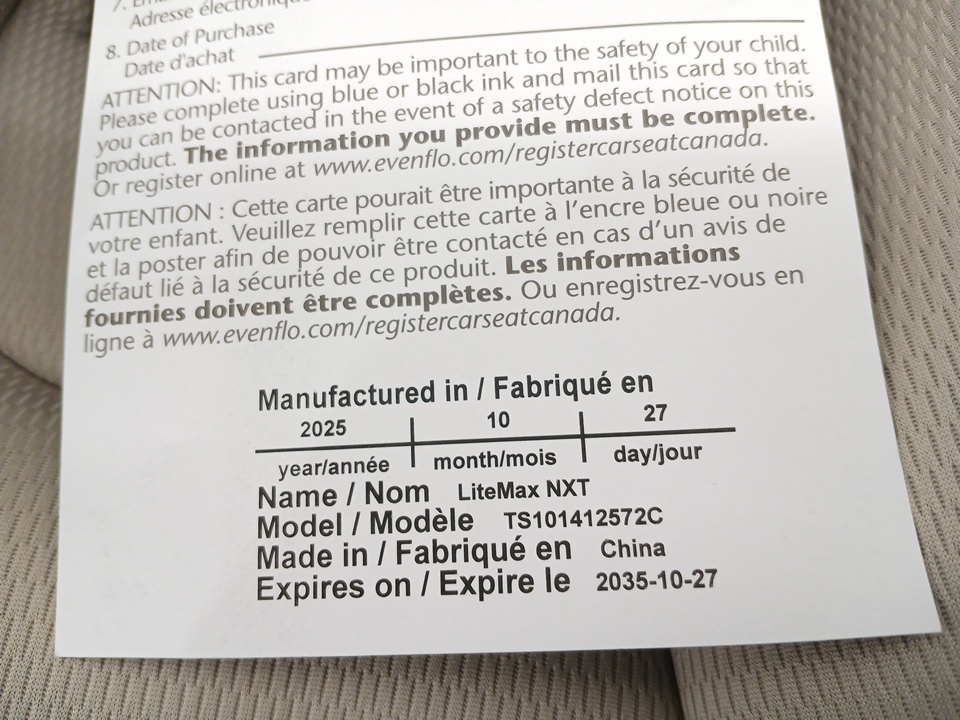 7.
Adresse électronique
8. Date of Purchase
Date d'achat
ATTENTION: This card may be important to the safety of your child.
Please complete using blue or black ink and mail this card so that
you can be contacted in the event of a safety defect notice on this
product. The information you provide must be complete.
Or register online at www.evenflo.com/registercarseatcanada.
ATTENTION : Cette carte pourait être importante à la sécurité de
votre enfant. Veuillez remplir cette carte à l'encre bleue ou noire
et la poster afin de pouvoir être contacté en cas d'un avis de
défaut lié à la sécurité de ce produit. Les informations
fournies doivent être complètes. Ou enregistrez-vous en
ligne à www.evenflo.com/registercarseatcanada.
Manufactured in / Fabriqué en
2025 10 27
year/année month/mois day/jour
Name / Nom LiteMax NXT
Model / Modèle TS101412572C
Made in / Fabriqué en China
Expires on / Expire le 2035-10-27